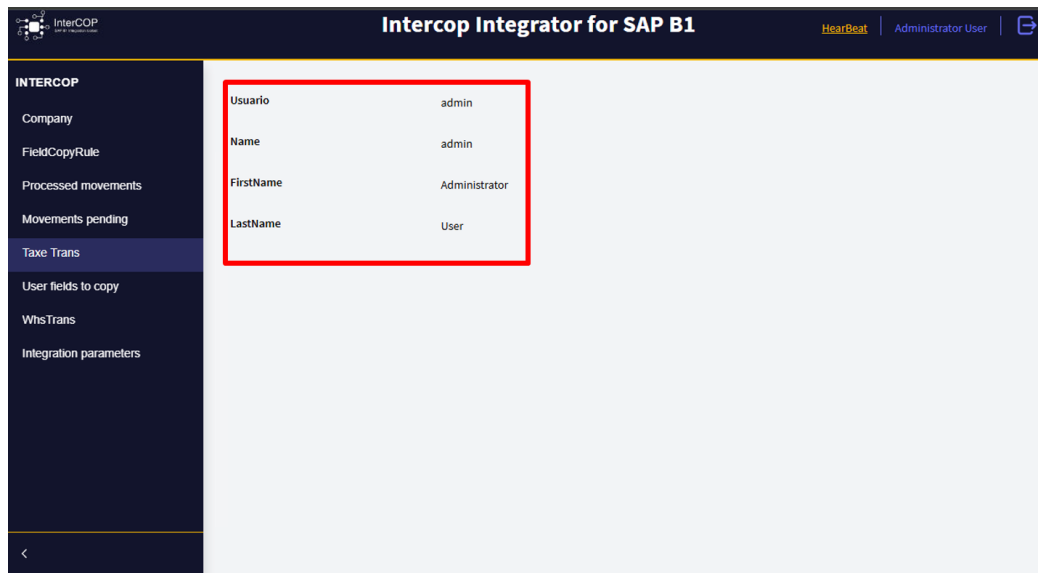 InterCOP
Intercop Integrator for SAP B1
HearBeat
Administrator User
INTERCOP
Company
FieldCopyRule
Processed movements
Movements pending
Taxe Trans
User fields to copy
WhsTrans
Integration parameters
Usuario admin
Name admin
FirstName Administrator
LastName User